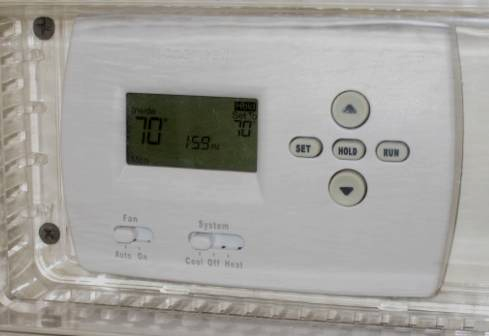 Inside
Hold
Set To
70°
70
1:59 PM
Mon
SET
HOLD
RUN
Fan
System
Auto On
Cool Off Heat